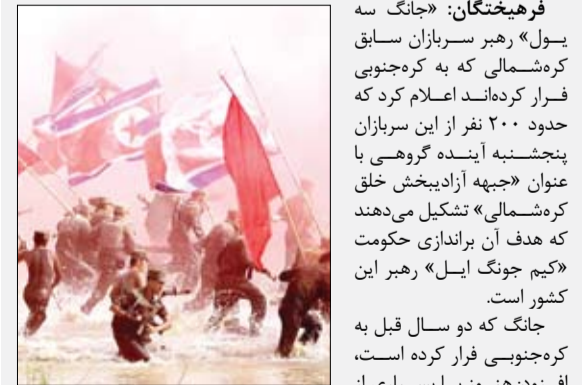 فرهیختگان: «جانگ سه
یول» رهبر سربازان سابق
کره‌شمالی که به کره‌جنوبی
فرار کرده‌اند اعلام کرد که
حدود ۲۰۰ نفر از این سربازان
پنجشنبه آینده گروهی با
عنوان «جبهه آزادیبخش خلق
کره‌شمالی» تشکیل می‌دهند
که هدف آن براندازی حکومت
«کیم جونگ ایل» رهبر این
کشور است.
جانگ که دو سال قبل به
کره‌جنوبی فرار کرده است،